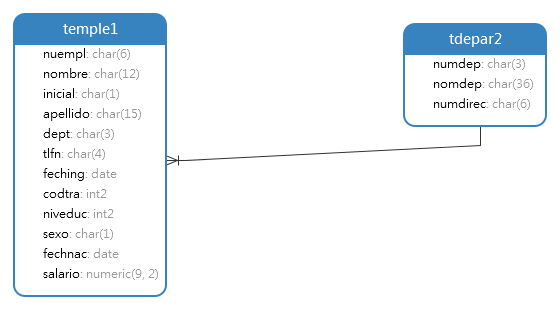 temple1
nuempl: char(6)
nombre: char(12)
inicial: char(1)
apellido: char(15)
dept: char(3)
tlfn: char(4)
feching: date
codtra: int2
niveduc: int2
sexo: char(1)
fechnac: date
salario: numeric(9, 2)
tdepar2
numdep: char(3)
nomdep: char(36)
numdirec: char(6)